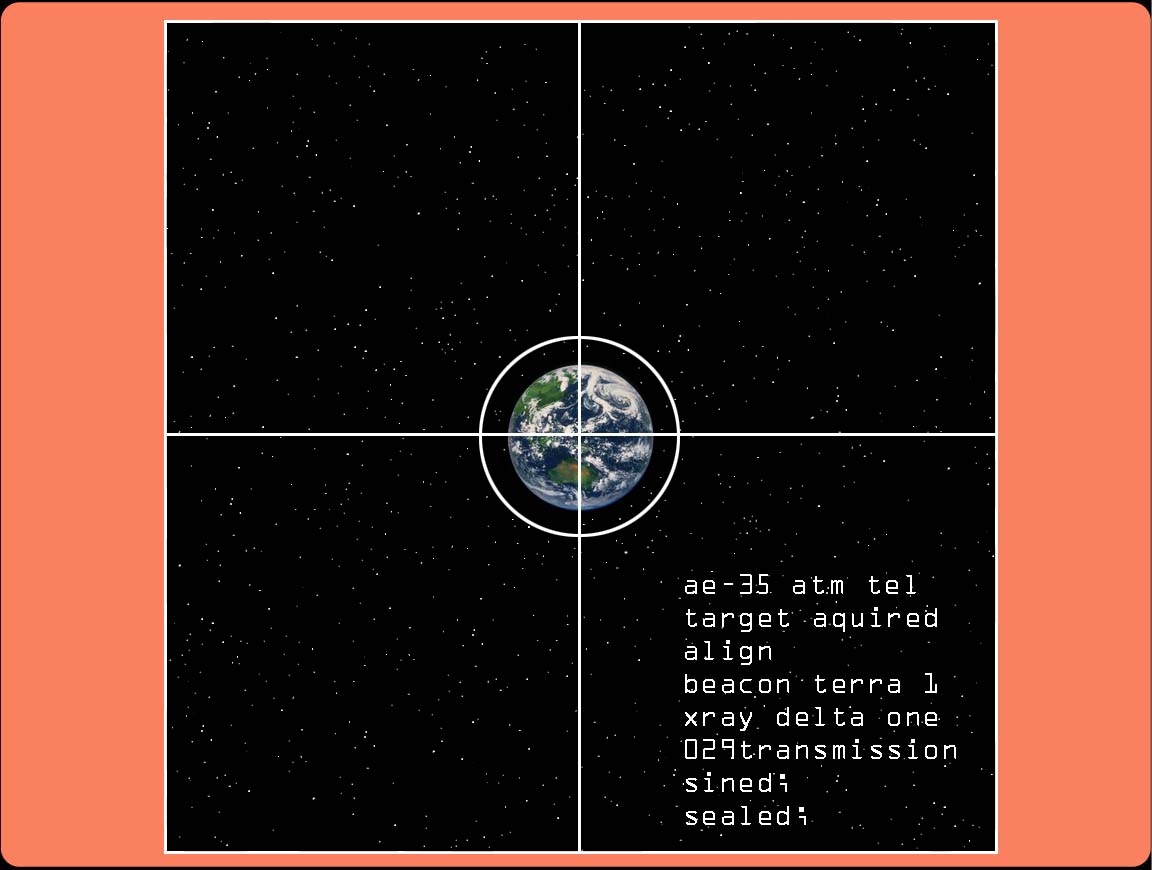 ae-35 atm tel
target aquired
align
beacon terra 1
xray delta one
029transmission
sined;
sealed;